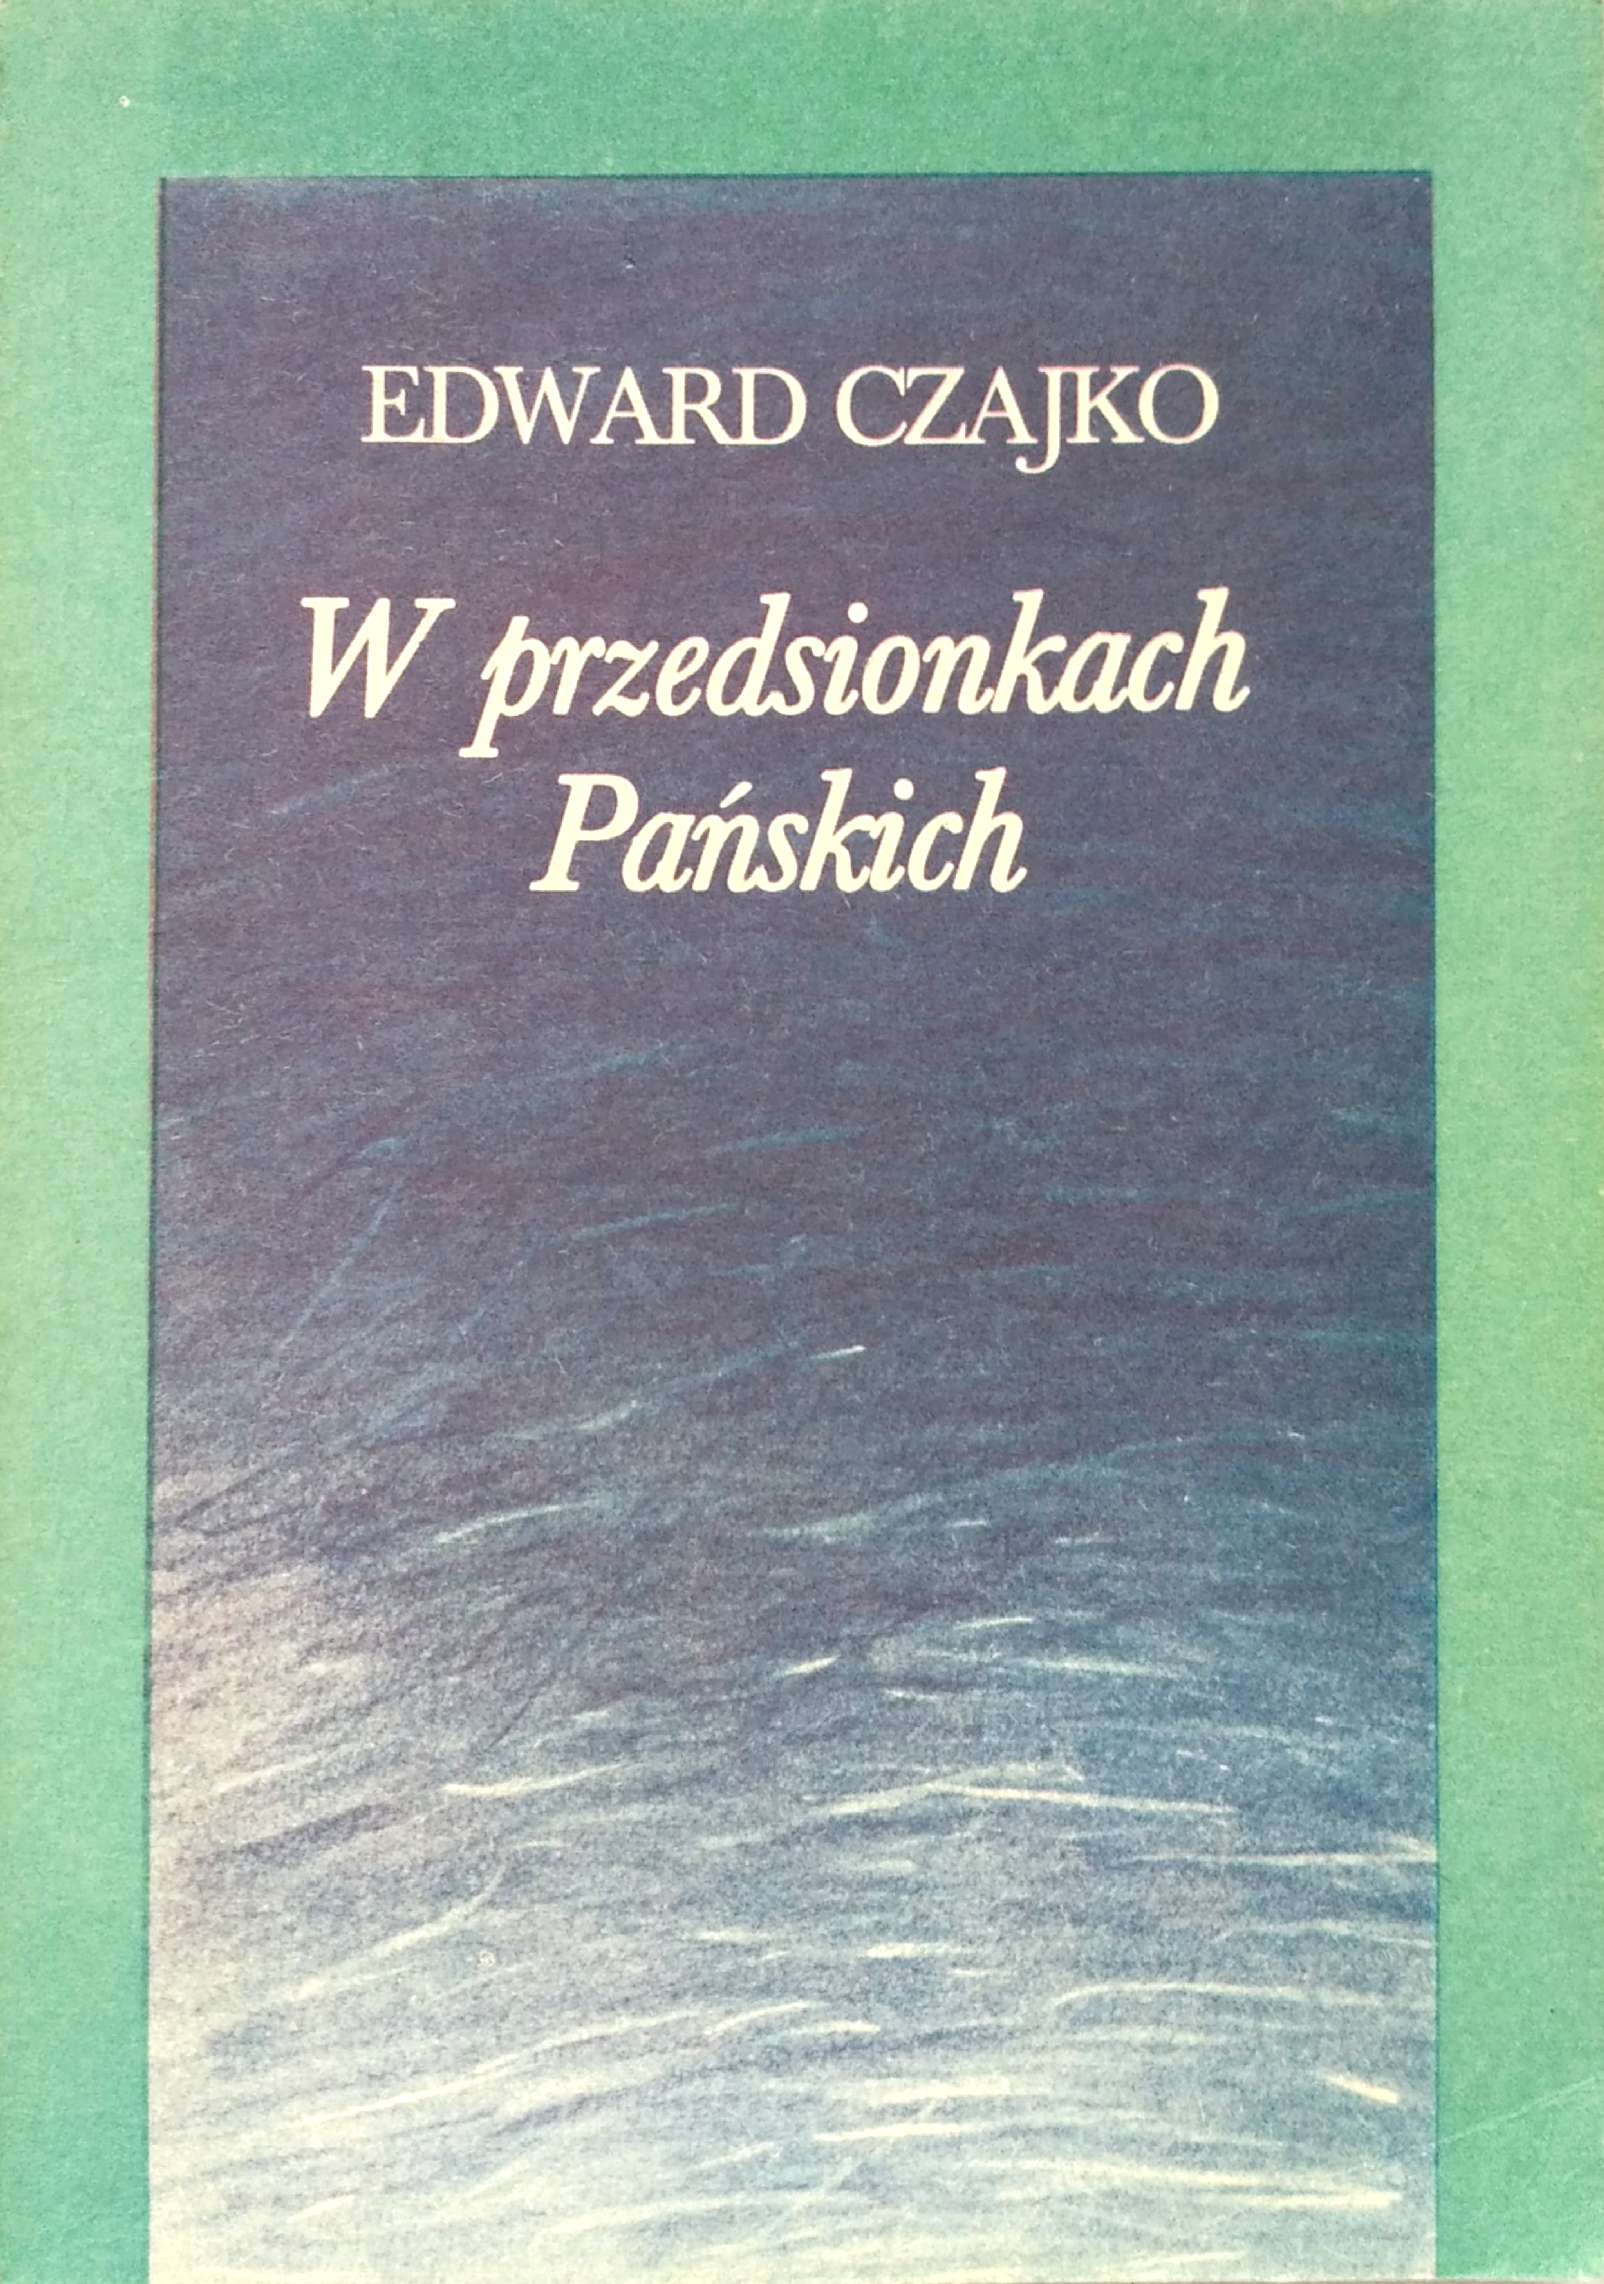 EDWARD CZAJKO
W przedsionkach
Pańskich